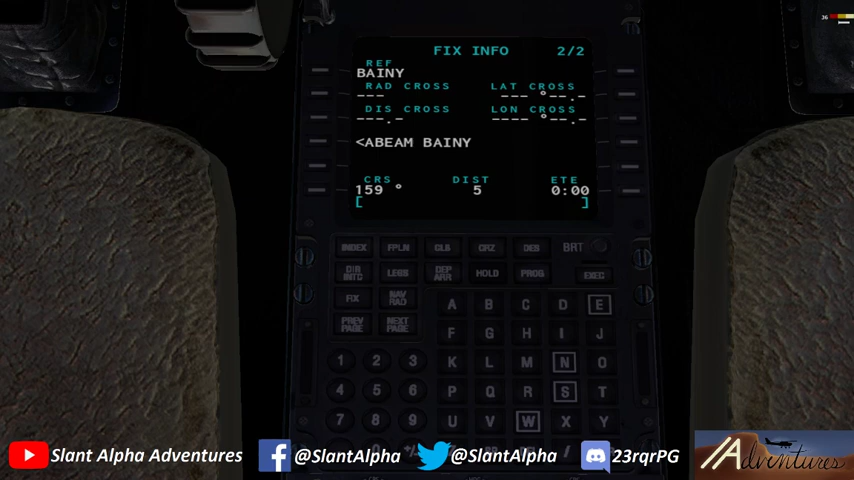 36
FIX INFO 2/2
REF
BAINY
RAD CROSS LAT CROSS
--- --- °--.-
DIS CROSS LON CROSS
---.- ---- °--.-
<ABEAM BAINY
CRS DIST ETE
159 ° 5 0:00
[ ]
INDEX FPLN CLB CRZ DES BRT
DIR INTC LEGS DEP ARR HOLD PROG EXEC
FIX NAV RAD A B C D E
PREV PAGE NEXT PAGE F G H I J
1 2 3 K L M N O
4 5 6 P Q R S T
7 8 9 U V W X Y
Slant Alpha Adventures @SlantAlpha @SlantAlpha 23rqrPG Adventures